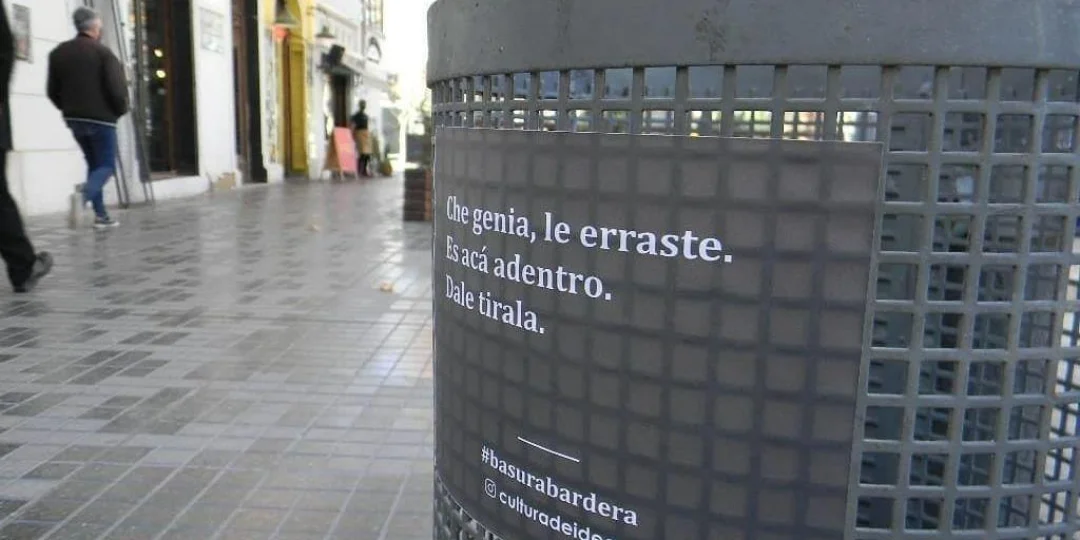 Che genia, le erraste.
Es acá adentro.
Dale tirala.
#basurabardera